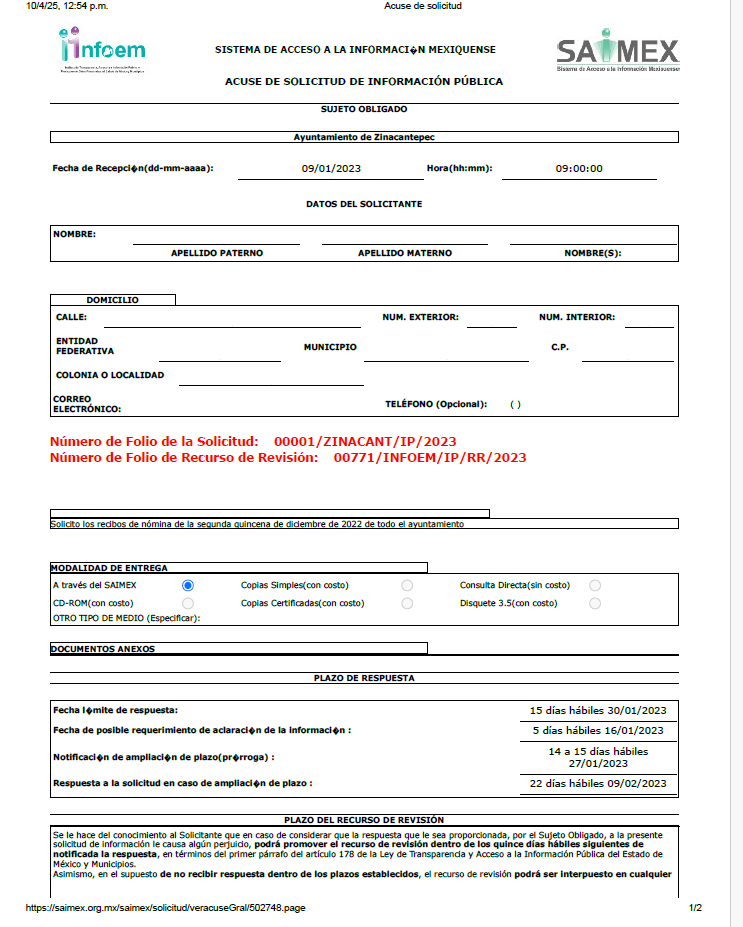 10/4/25, 12:54 p.m. Acuse de solicitud
infoem
SISTEMA DE ACCESO A LA INFORMACI�N MEXIQUENSE
SAIMEX
Sistema de Acceso a la Información Mexiquense
ACUSE DE SOLICITUD DE INFORMACIÓN PÚBLICA
SUJETO OBLIGADO
Ayuntamiento de Zinacantepec
Fecha de Recepci�n(dd-mm-aaaa): 09/01/2023 Hora(hh:mm): 09:00:00
DATOS DEL SOLICITANTE
NOMBRE:
APELLIDO PATERNO APELLIDO MATERNO NOMBRE(S):
DOMICILIO
CALLE: NUM. EXTERIOR: NUM. INTERIOR:
ENTIDAD
FEDERATIVA MUNICIPIO C.P.
COLONIA O LOCALIDAD
CORREO
ELECTRÓNICO: TELÉFONO (Opcional): ( )
Número de Folio de la Solicitud: 00001/ZINACANT/IP/2023
Número de Folio de Recurso de Revisión: 00771/INFOEM/IP/RR/2023
Solicito los recibos de nómina de la segunda quincena de diciembre de 2022 de todo el ayuntamiento
MODALIDAD DE ENTREGA
A través del SAIMEX Copias Simples(con costo) Consulta Directa(sin costo)
CD-ROM(con costo) Copias Certificadas(con costo) Disquete 3.5(con costo)
OTRO TIPO DE MEDIO (Especificar):
DOCUMENTOS ANEXOS
PLAZO DE RESPUESTA
Fecha l�mite de respuesta: 15 días hábiles 30/01/2023
Fecha de posible requerimiento de aclaraci�n de la informaci�n : 5 días hábiles 16/01/2023
Notificaci�n de ampliaci�n de plazo(pr�rroga) : 14 a 15 días hábiles
27/01/2023
Respuesta a la solicitud en caso de ampliaci�n de plazo : 22 días hábiles 09/02/2023
PLAZO DEL RECURSO DE REVISIÓN
Se le hace del conocimiento al Solicitante que en caso de considerar que la respuesta que le sea proporcionada, por el Sujeto Obligado, a la presente
solicitud de información le causa algún perjuicio, podrá promover el recurso de revisión dentro de los quince días hábiles siguientes de
notificada la respuesta, en términos del primer párrafo del artículo 178 de la Ley de Transparencia y Acceso a la Información Pública del Estado de
México y Municipios.
Asimismo, en el supuesto de no recibir respuesta dentro de los plazos establecidos, el recurso de revisión podrá ser interpuesto en cualquier
https://saimex.org.mx/saimex/solicitud/veracuseGral/502748.page 1/2